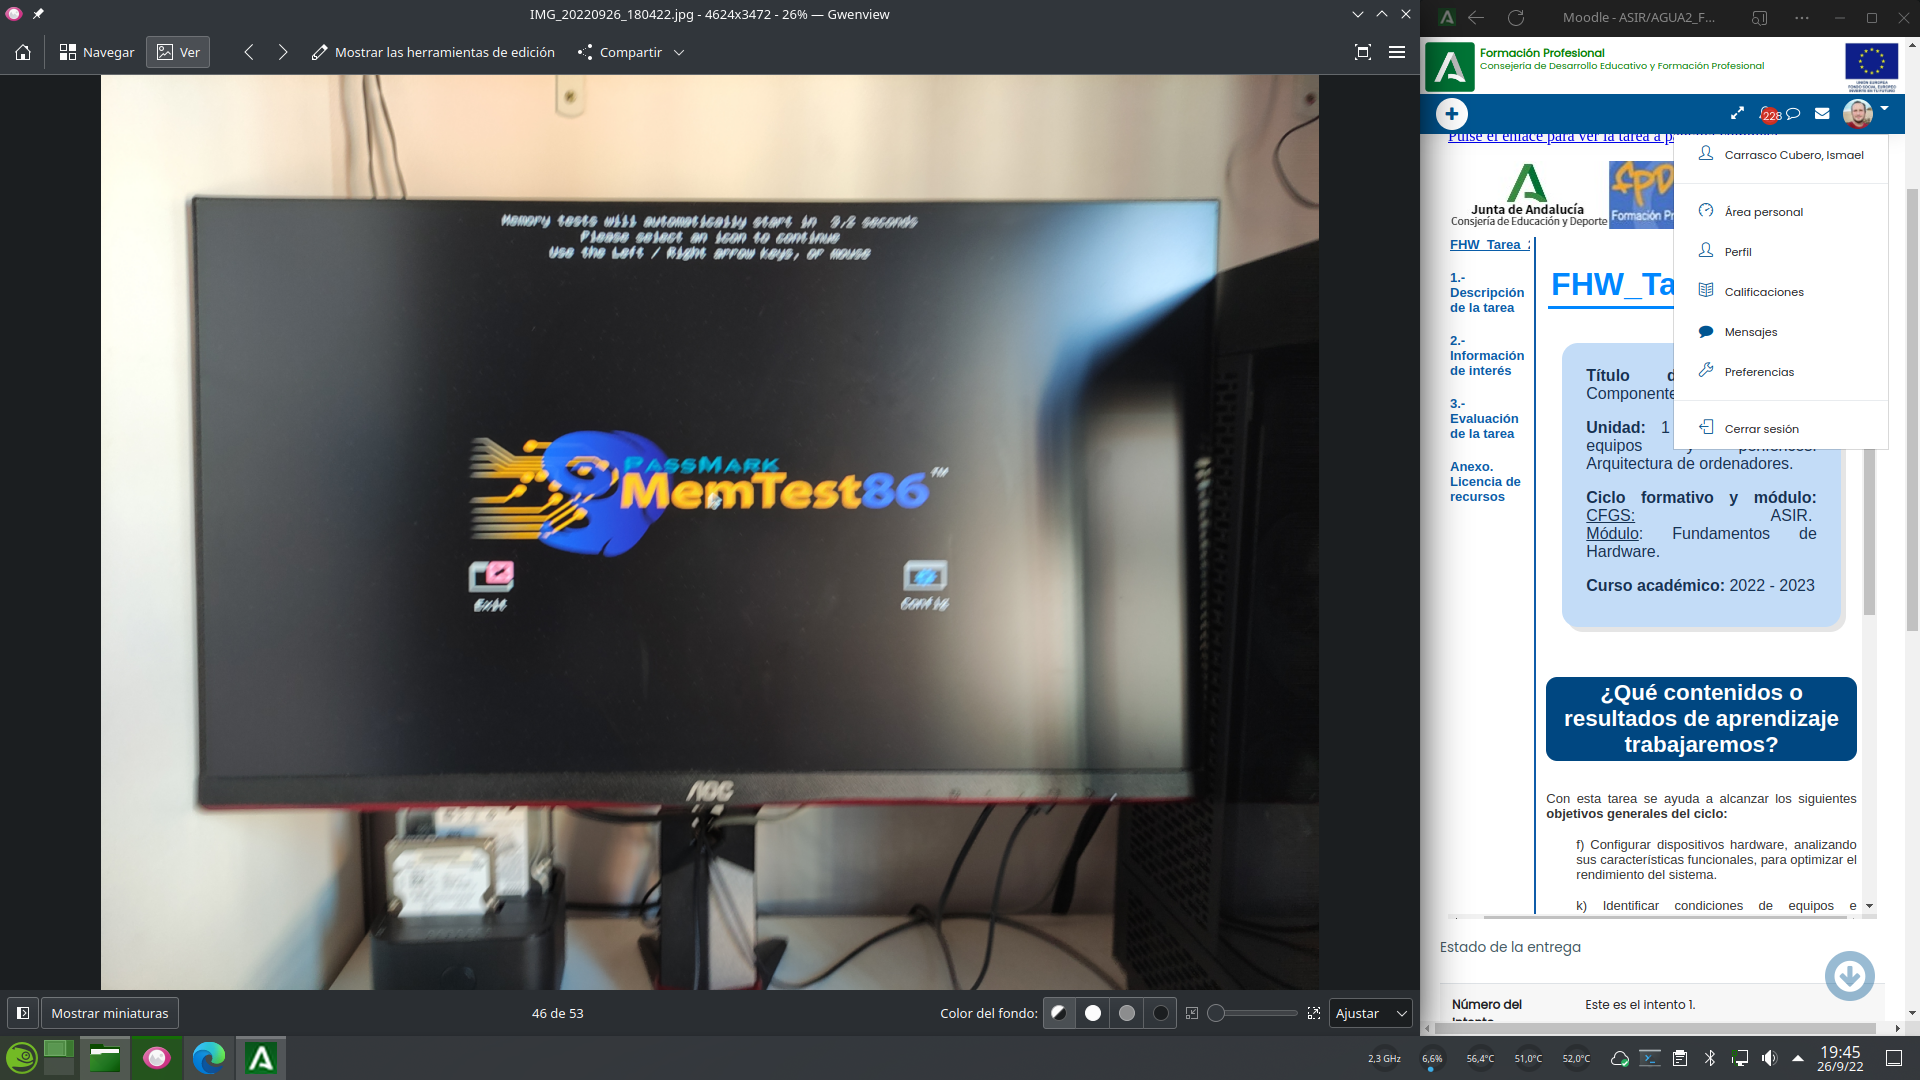 IMG_20220926_180422.jpg - 4624x3472 - 26% — Gwenview
Navegar
Ver
Mostrar las herramientas de edición
Compartir
Memory tests will automatically start in 9,2 seconds
Please select an icon to continue
Use the Left / Right arrow keys, or mouse
PASSMARK
MemTest86™
Exit
Config
AOC
Mostrar miniaturas
46 de 53
Color del fondo:
Ajustar
Moodle - ASIR/AGUA2_F...
Formación Profesional
Consejería de Desarrollo Educativo y Formación Profesional
228
Pulse el enlace para ver la tarea a p
Junta de Andalucía
Consejería de Educación y Deporte
fpD
Formación Pr
Carrasco Cubero, Ismael
Área personal
Perfil
Calificaciones
Mensajes
Preferencias
Cerrar sesión
FHW_Tarea_
1.-
Descripción
de la tarea
2.-
Información
de interés
3.-
Evaluación
de la tarea
Anexo.
Licencia de
recursos
FHW_Ta
Título d
Componente
Unidad: 1
equipos y periféricos.
Arquitectura de ordenadores.
Ciclo formativo y módulo:
CFGS: ASIR.
Módulo: Fundamentos de
Hardware.
Curso académico: 2022 - 2023
¿Qué contenidos o
resultados de aprendizaje
trabajaremos?
Con esta tarea se ayuda a alcanzar los siguientes
objetivos generales del ciclo:
f) Configurar dispositivos hardware, analizando
sus características funcionales, para optimizar el
rendimiento del sistema.
k) Identificar condiciones de equipos e
Estado de la entrega
Número del
Este es el intento 1.
2,3 GHz
6,6%
56,4°C
51,0°C
52,0°C
19:45
26/9/22